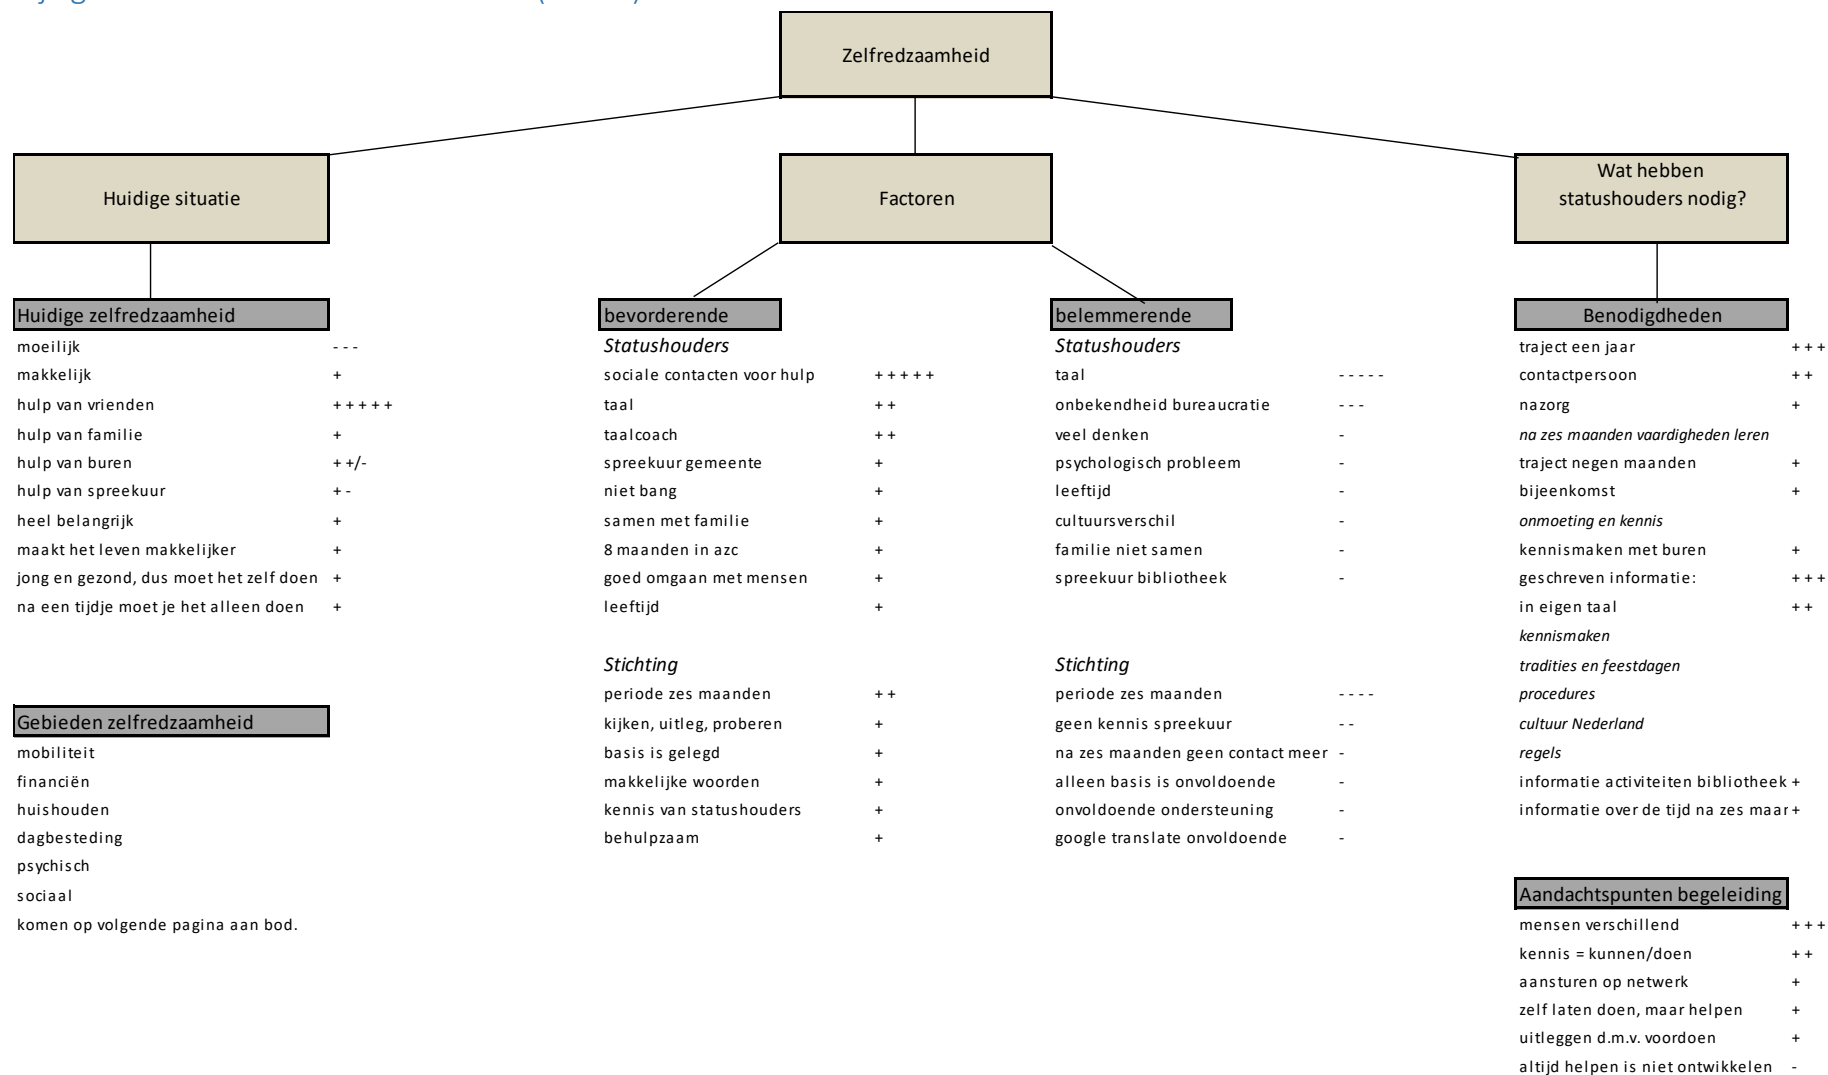 Zelfredzaamheid
Huidige situatie
Factoren
Wat hebben
statushouders nodig?
Huidige zelfredzaamheid
moeilijk - - -
makkelijk +
hulp van vrienden + + + + +
hulp van familie +
hulp van buren + +/-
hulp van spreekuur + -
heel belangrijk +
maakt het leven makkelijker +
jong en gezond, dus moet het zelf doen +
na een tijdje moet je het alleen doen +
Gebieden zelfredzaamheid
mobiliteit
financiën
huishouden
dagbesteding
psychisch
sociaal
komen op volgende pagina aan bod.
bevorderende
Statushouders
sociale contacten voor hulp + + + + +
taal + +
taalcoach + +
spreekuur gemeente +
niet bang +
samen met familie +
8 maanden in azc +
goed omgaan met mensen +
leeftijd +
Stichting
periode zes maanden + +
kijken, uitleg, proberen +
basis is gelegd +
makkelijke woorden +
kennis van statushouders +
behulpzaam +
belemmerende
Statushouders
taal - - - - -
onbekendheid bureaucratie - - -
veel denken -
psychologisch probleem -
leeftijd -
cultuursverschil -
familie niet samen -
spreekuur bibliotheek -
Stichting
periode zes maanden - - - -
geen kennis spreekuur - -
na zes maanden geen contact meer -
alleen basis is onvoldoende -
onvoldoende ondersteuning -
google translate onvoldoende -
Benodigdheden
traject een jaar + + +
contactpersoon + +
nazorg +
na zes maanden vaardigheden leren
traject negen maanden +
bijeenkomst +
onmoeting en kennis
kennismaken met buren +
geschreven informatie: + + +
in eigen taal + +
kennismaken
tradities en feestdagen
procedures
cultuur Nederland
regels
informatie activiteiten bibliotheek +
informatie over de tijd na zes +
Aandachtspunten begeleiding
mensen verschillend + + +
kennis = kunnen/doen + +
aansturen op netwerk +
zelf laten doen, maar helpen +
uitleggen d.m.v. voordoen +
altijd helpen is niet ontwikkelen -